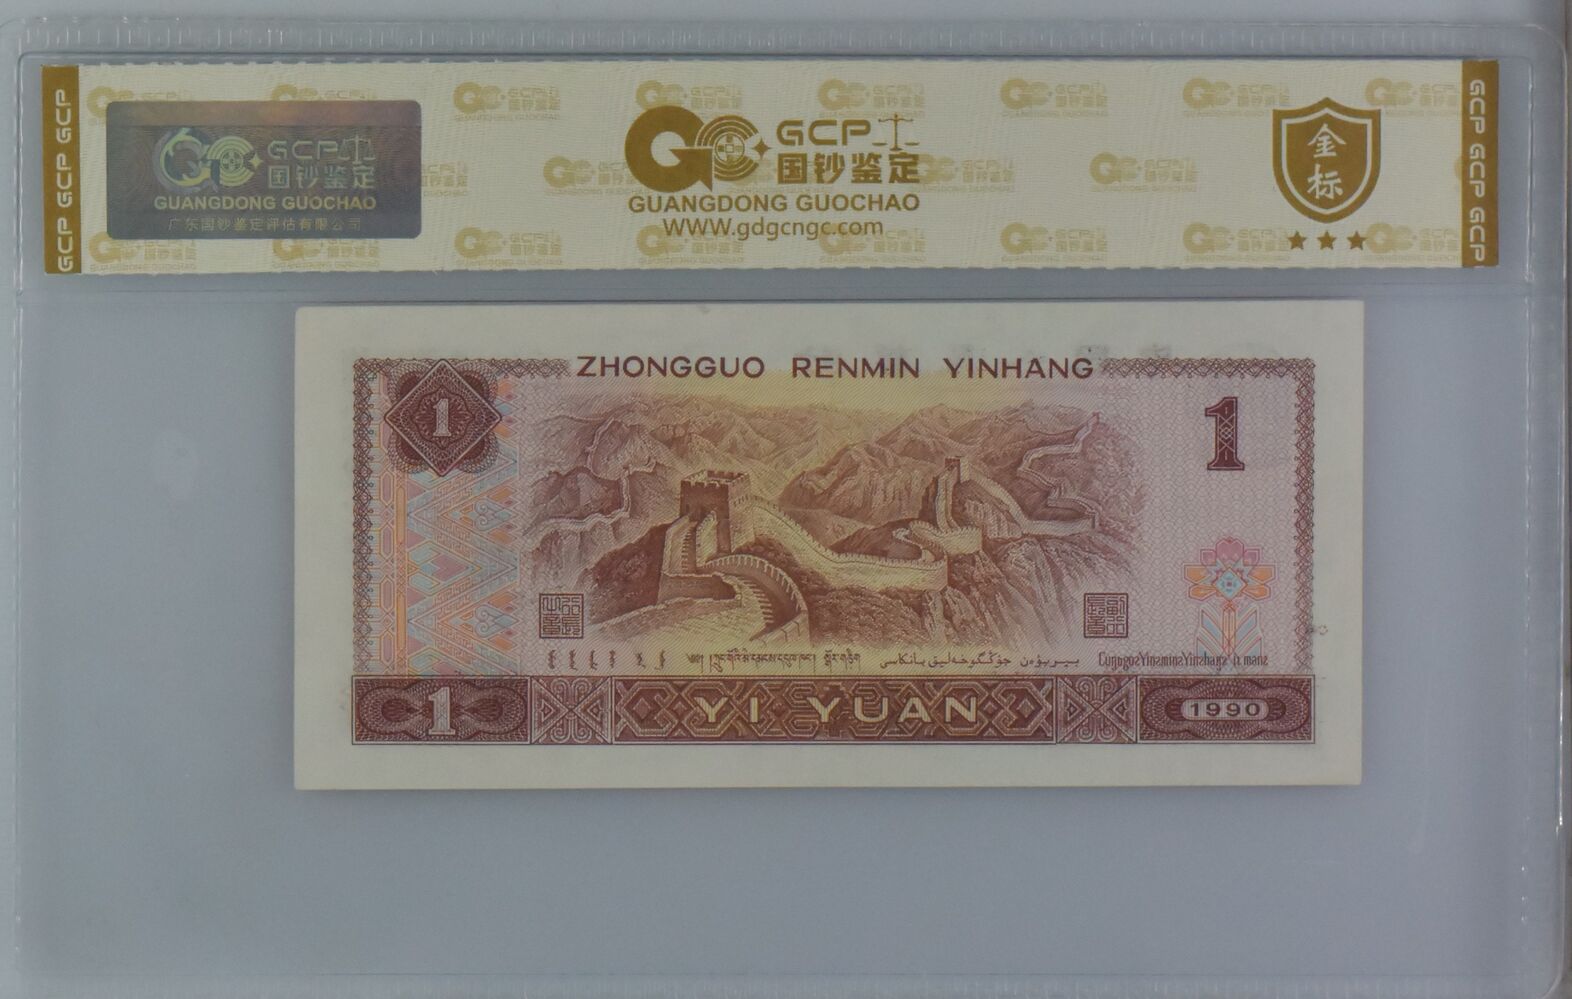 GCP GCP GCP
GCP 国钞鉴定
GUANGDONG GUOCHAO
广东国钞鉴定评估有限公司
GCP
国钞鉴定
GUANGDONG GUOCHAO
WWW.gdgcngc.com
金标
GCP GCP GCP
ZHONGGUO RENMIN YINHANG
1
1
1
YI YUAN
1990